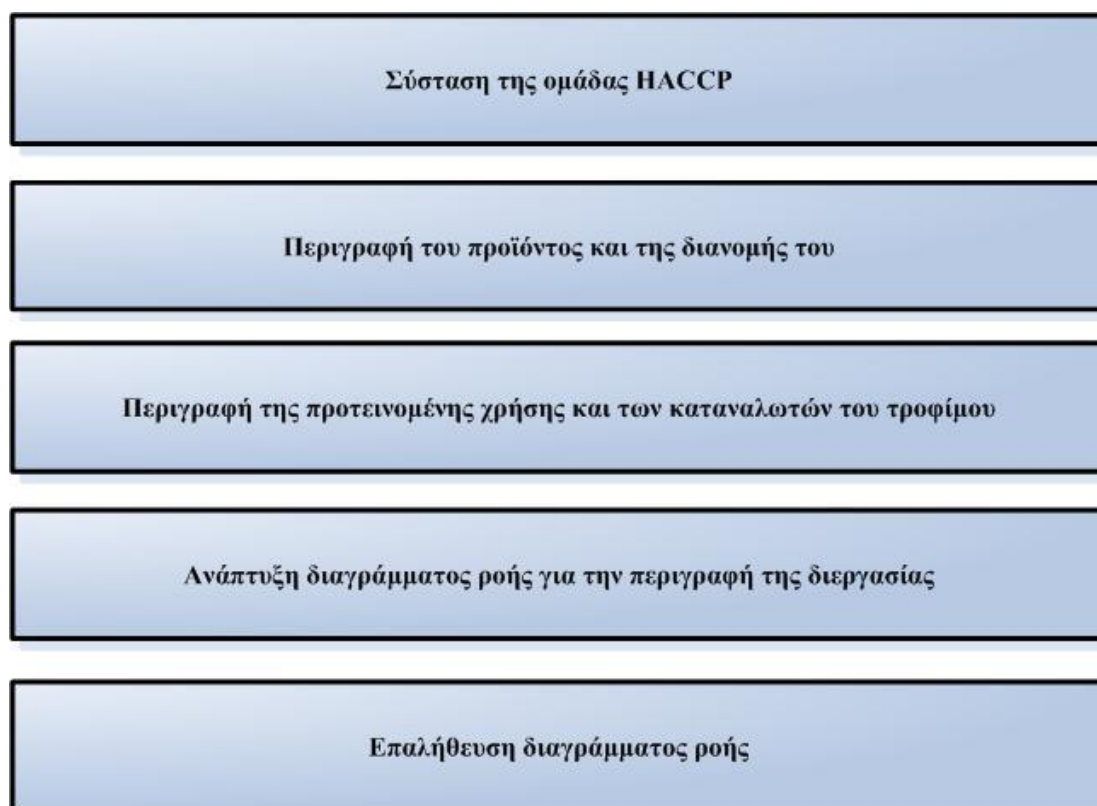 Σύσταση της ομάδας HACCP
Περιγραφή του προϊόντος και της διανομής του
Περιγραφή της προτεινομένης χρήσης και των καταναλωτών του τροφίμου
Ανάπτυξη διαγράμματος ροής για την περιγραφή της διεργασίας
Επαλήθευση διαγράμματος ροής